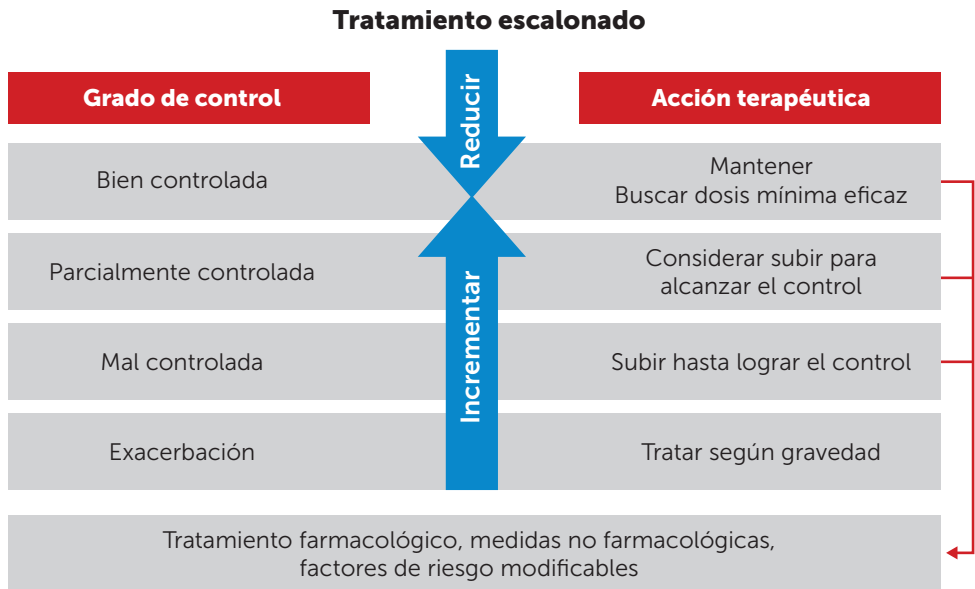 Tratamiento escalonado
Grado de control
Reducir
Acción terapéutica
Bien controlada
Mantener
Buscar dosis mínima eficaz
Parcialmente controlada
Considerar subir para
alcanzar el control
Incrementar
Mal controlada
Subir hasta lograr el control
Exacerbación
Tratar según gravedad
Tratamiento farmacológico, medidas no farmacológicas,
factores de riesgo modificables